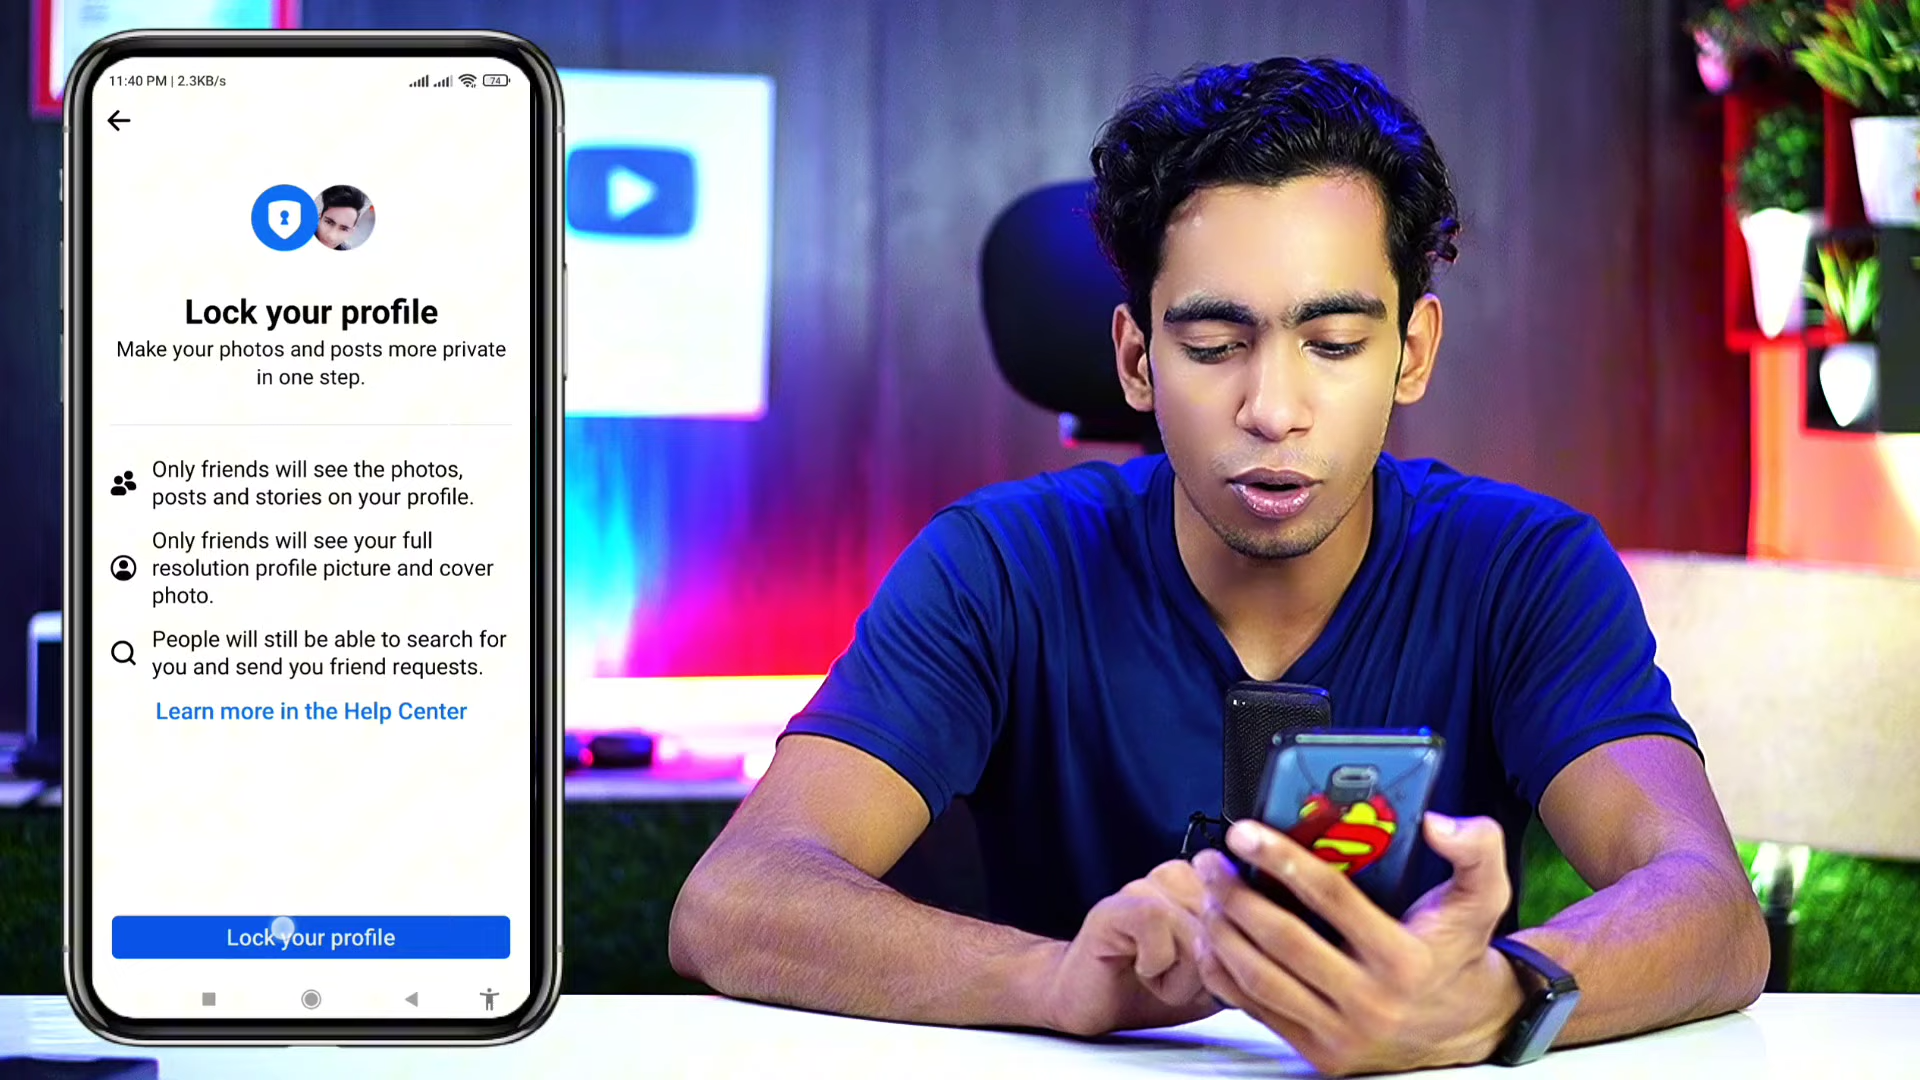 11:40 PM | 2.3KB/s
74
Lock your profile
Make your photos and posts more private
in one step.
Only friends will see the photos,
posts and stories on your profile.
Only friends will see your full
resolution profile picture and cover
photo.
People will still be able to search for
you and send you friend requests.
Learn more in the Help Center
Lock your profile